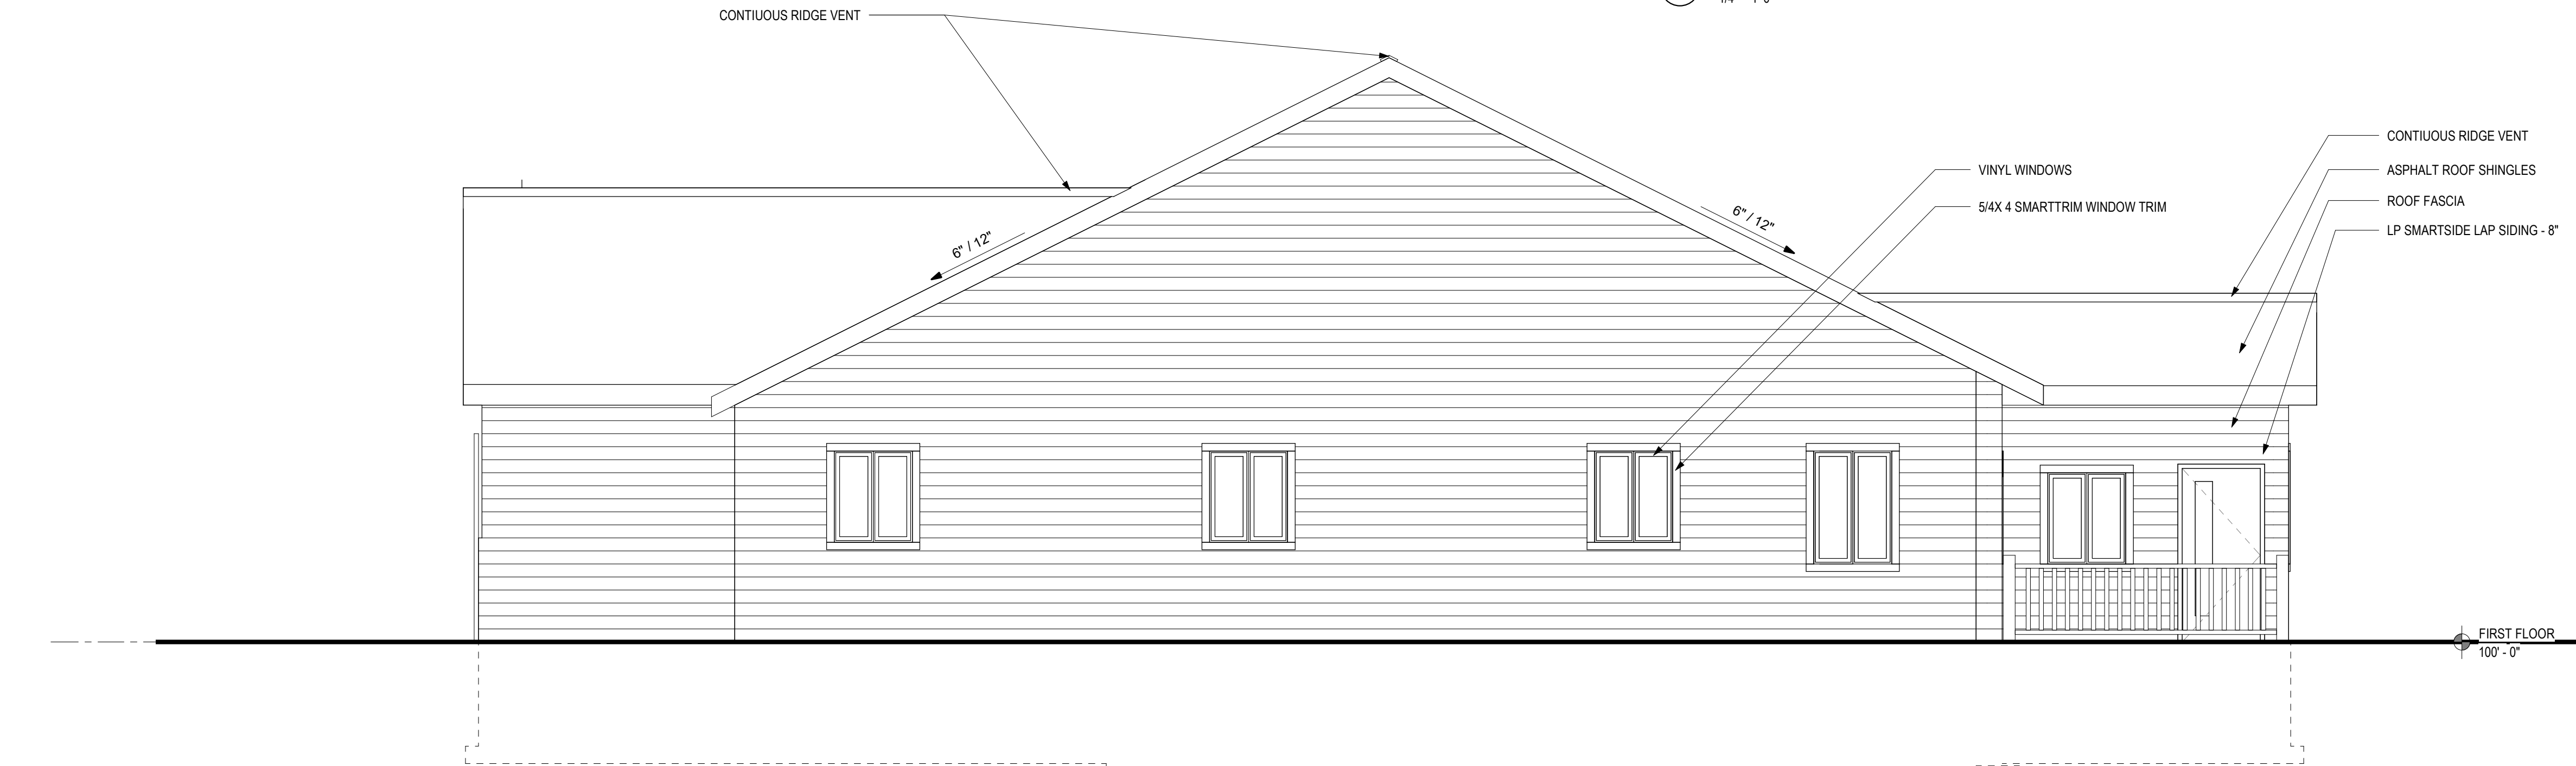 CONTIUOUS RIDGE VENT
CONTIUOUS RIDGE VENT
VINYL WINDOWS
ASPHALT ROOF SHINGLES
5/4X 4 SMARTTRIM WINDOW TRIM
ROOF FASCIA
6" / 12"
6" / 12"
LP SMARTSIDE LAP SIDING - 8"
FIRST FLOOR
100' - 0"